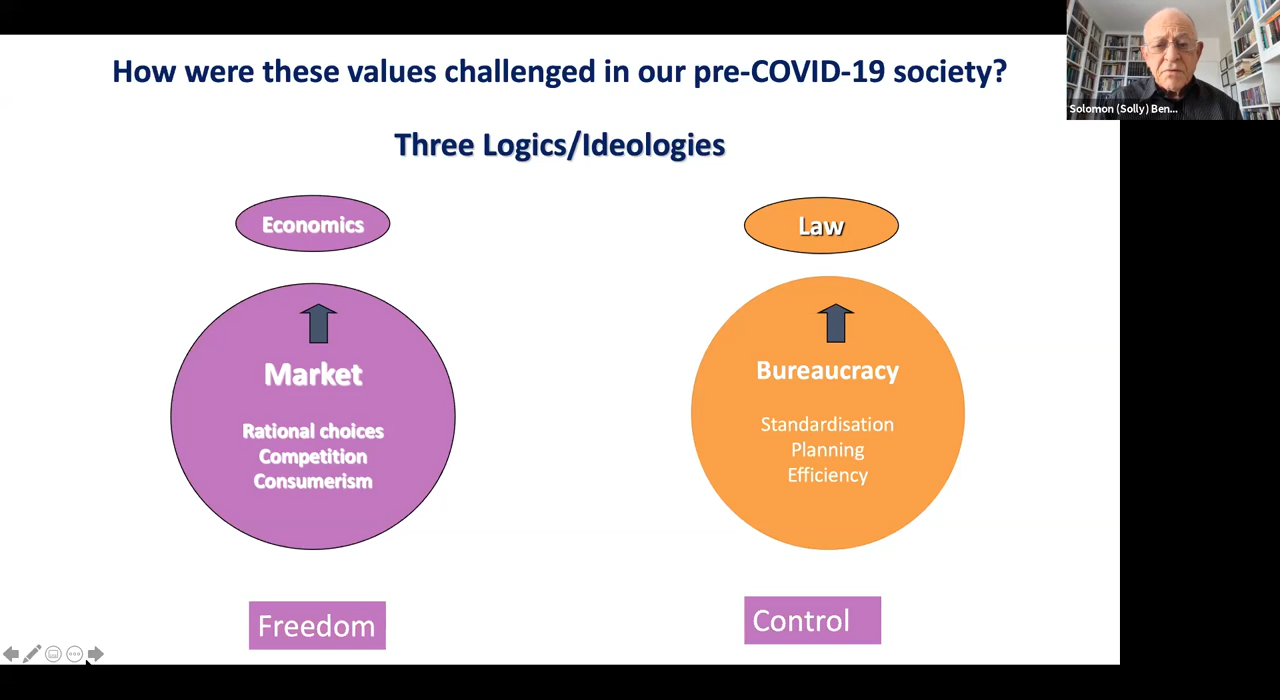 How were these values challenged in our pre-COVID-19 society?
Three Logics/Ideologies
Economics
Law
Market
Rational choices
Competition
Consumerism
Bureaucracy
Standardisation
Planning
Efficiency
Freedom
Control
Solomon (Solly) Ben...